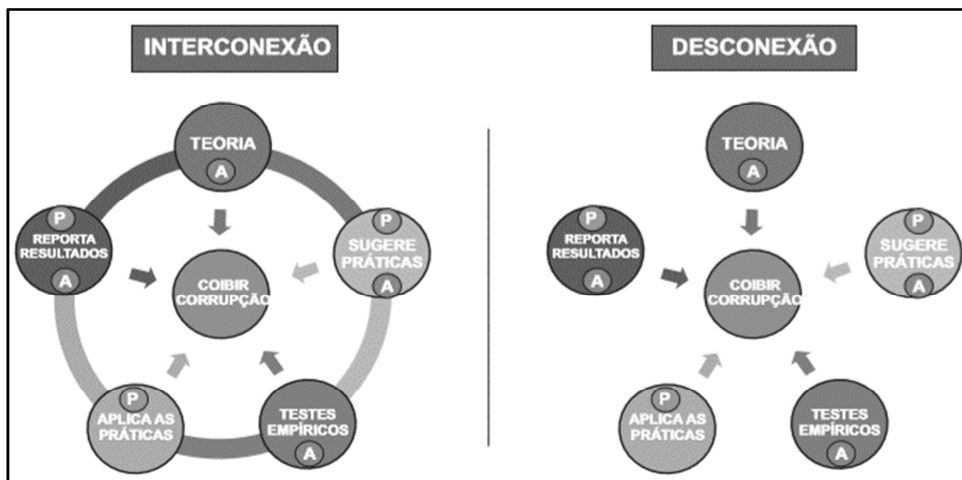 INTERCONEXÃO
TEORIA
A
P
REPORTA
RESULTADOS
A
P
SUGERE
PRÁTICAS
A
COIBIR
CORRUPÇÃO
P
APLICA AS
PRÁTICAS
TESTES
EMPÍRICOS
A
DESCONEXÃO
TEORIA
A
P
REPORTA
RESULTADOS
A
P
SUGERE
PRÁTICAS
A
COIBIR
CORRUPÇÃO
P
APLICA AS
PRÁTICAS
TESTES
EMPÍRICOS
A